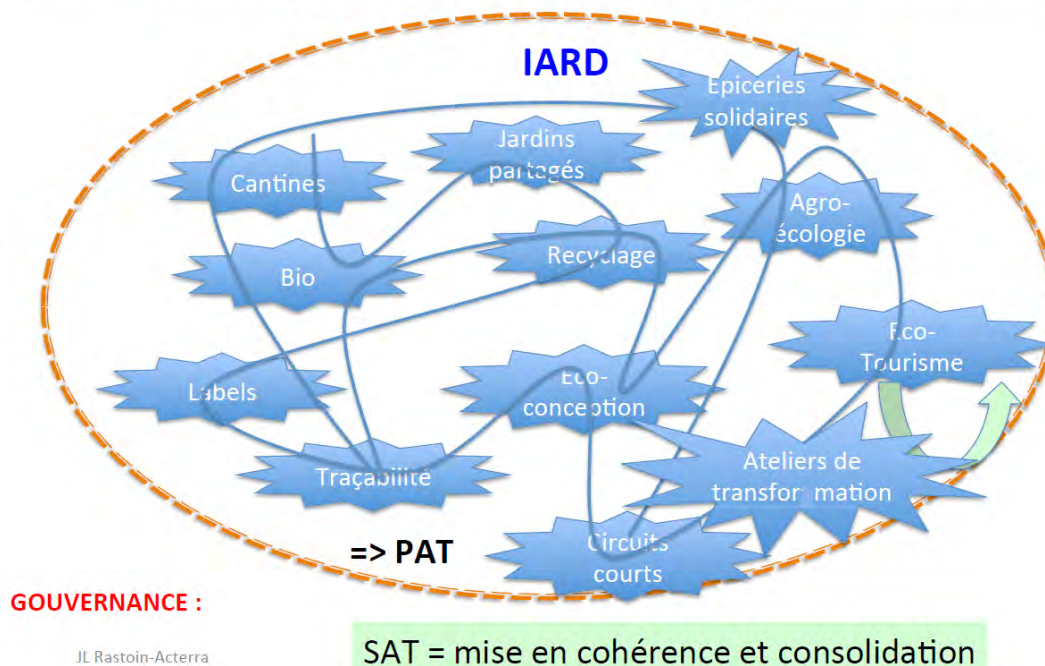 IARD
Epiceries
solidaires
Jardins
partagés
Cantines
Agro-
écologie
Recyclage
Bio
Eco-
Tourisme
Labels
Eco-
conception
Traçabilité
Ateliers de
transformation
Circuits
courts
=> PAT
GOUVERNANCE :
SAT = mise en cohérence et consolidation
JL Rastoin-Acterra